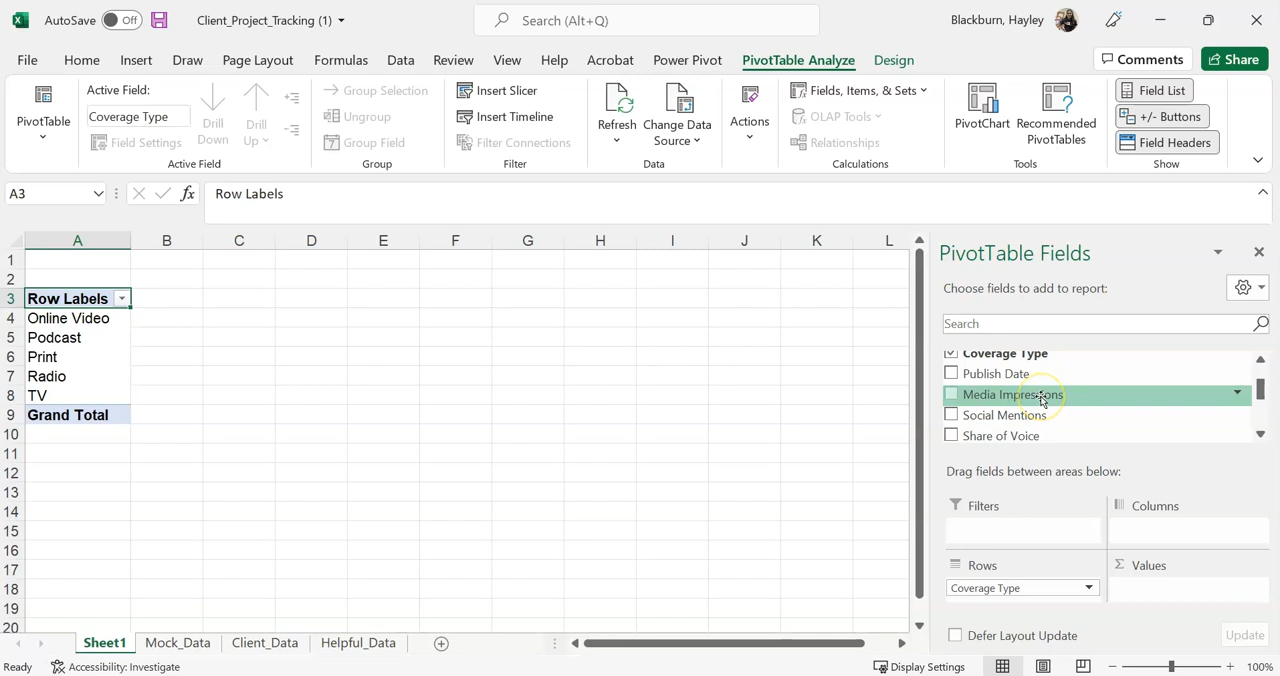 AutoSave Off Client_Project_Tracking (1) Search (Alt+Q) Blackburn, Hayley
File Home Insert Draw Page Layout Formulas Data Review View Help Acrobat Power Pivot PivotTable Analyze Design Comments Share
PivotTable
Active Field:
Coverage Type
Field Settings
Drill Down
Drill Up
Active Field
Group Selection
Ungroup
Group Field
Group
Insert Slicer
Insert Timeline
Filter Connections
Filter
Refresh
Change Data Source
Data
Actions
Fields, Items, & Sets
OLAP Tools
Relationships
Calculations
PivotChart
Recommended PivotTables
Tools
Field List
+/- Buttons
Field Headers
Show
A3 fx Row Labels
A B C D E F G H I J K L
1
2
3 Row Labels
4 Online Video
5 Podcast
6 Print
7 Radio
8 TV
9 Grand Total
10
11
12
13
14
15
16
17
18
19
20
PivotTable Fields
Choose fields to add to report:
Search
Coverage Type
Publish Date
Media Impressions
Social Mentions
Share of Voice
Drag fields between areas below:
Filters
Columns
Rows
Σ Values
Coverage Type
Defer Layout Update Update
Sheet1 Mock_Data Client_Data Helpful_Data
Ready Accessibility: Investigate Display Settings 100%